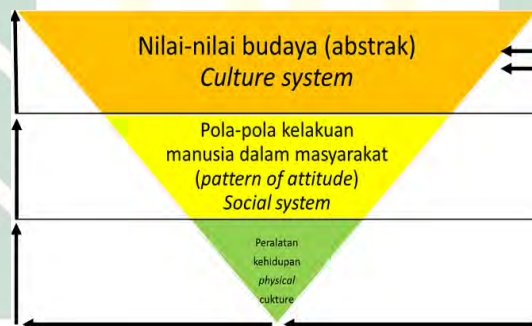 Nilai-nilai budaya (abstrak)
Culture system
Pola-pola kelakuan
manusia dalam masyarakat
(pattern of attitude)
Social system
Peralatan
kehidupan
physical
cukture